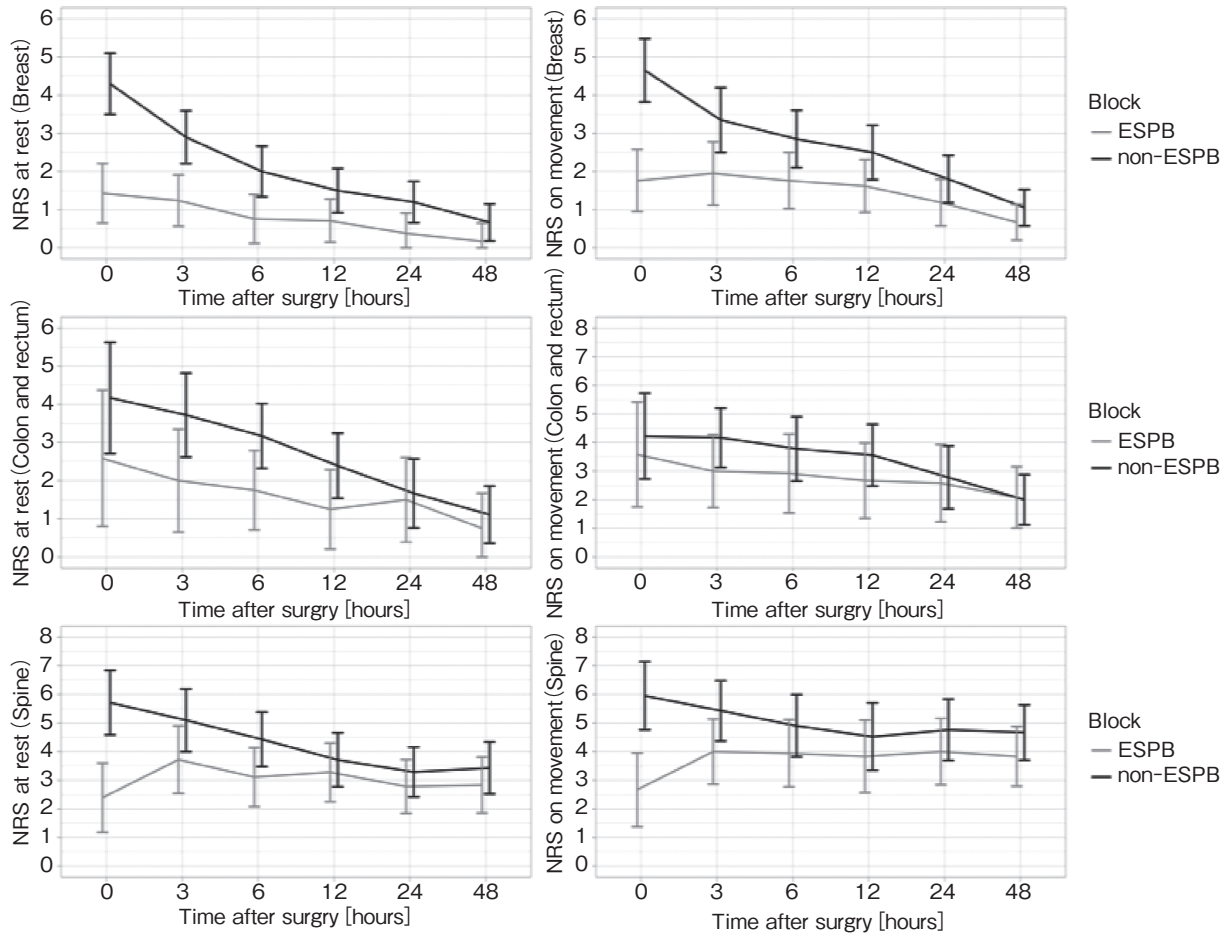 NRS at rest (Breast)
6
5
4
3
2
1
0
0 3 6 12 24 48
Time after surgry [hours]
NRS on movement (Breast)
6
5
4
3
2
1
0
0 3 6 12 24 48
Time after surgry [hours]
Block
ESPB
non-ESPB
NRS at rest (Colon and rectum)
6
5
4
3
2
1
0
0 3 6 12 24 48
Time after surgry [hours]
NRS on movement (Colon and rectum)
8
7
6
5
4
3
2
1
0
0 3 6 12 24 48
Time after surgry [hours]
Block
ESPB
non-ESPB
NRS at rest (Spine)
8
7
6
5
4
3
2
1
0
0 3 6 12 24 48
Time after surgry [hours]
NRS on movement (Spine)
8
7
6
5
4
3
2
1
0
0 3 6 12 24 48
Time after surgry [hours]
Block
ESPB
non-ESPB